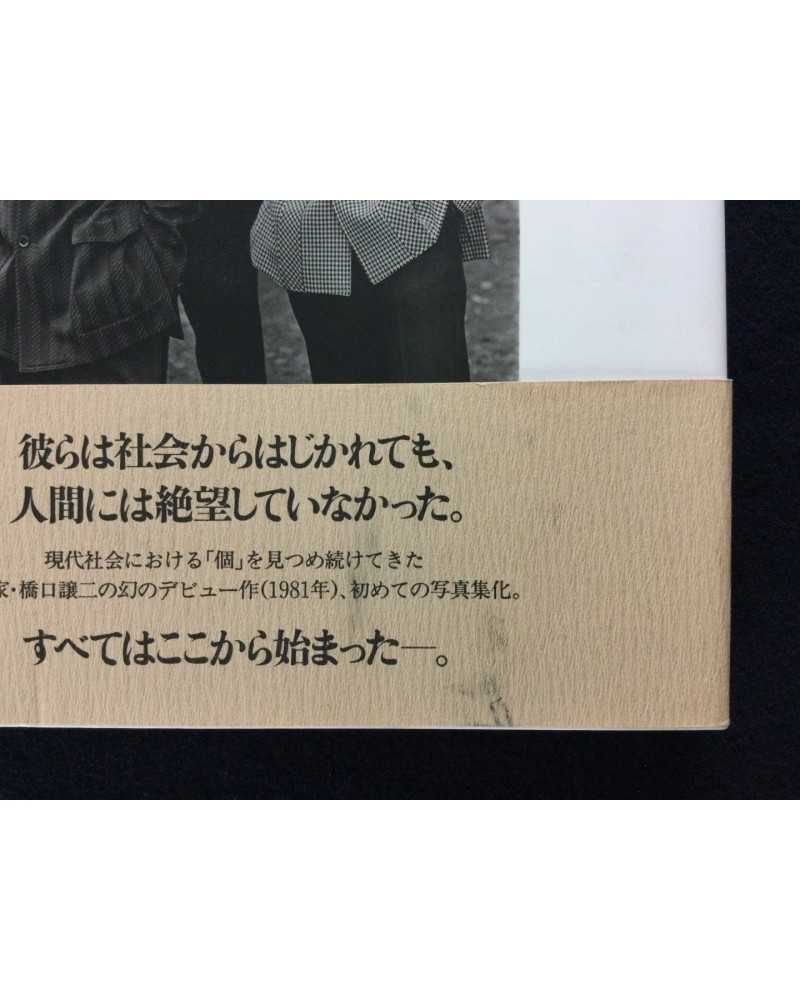 彼らは社会からはじかれても、
人間には絶望していなかった。
現代社会における「個」を見つめ続けてきた
家・橋口譲二の幻のデビュー作(1981年)、初めての写真集化。
すべてはここから始まった―。